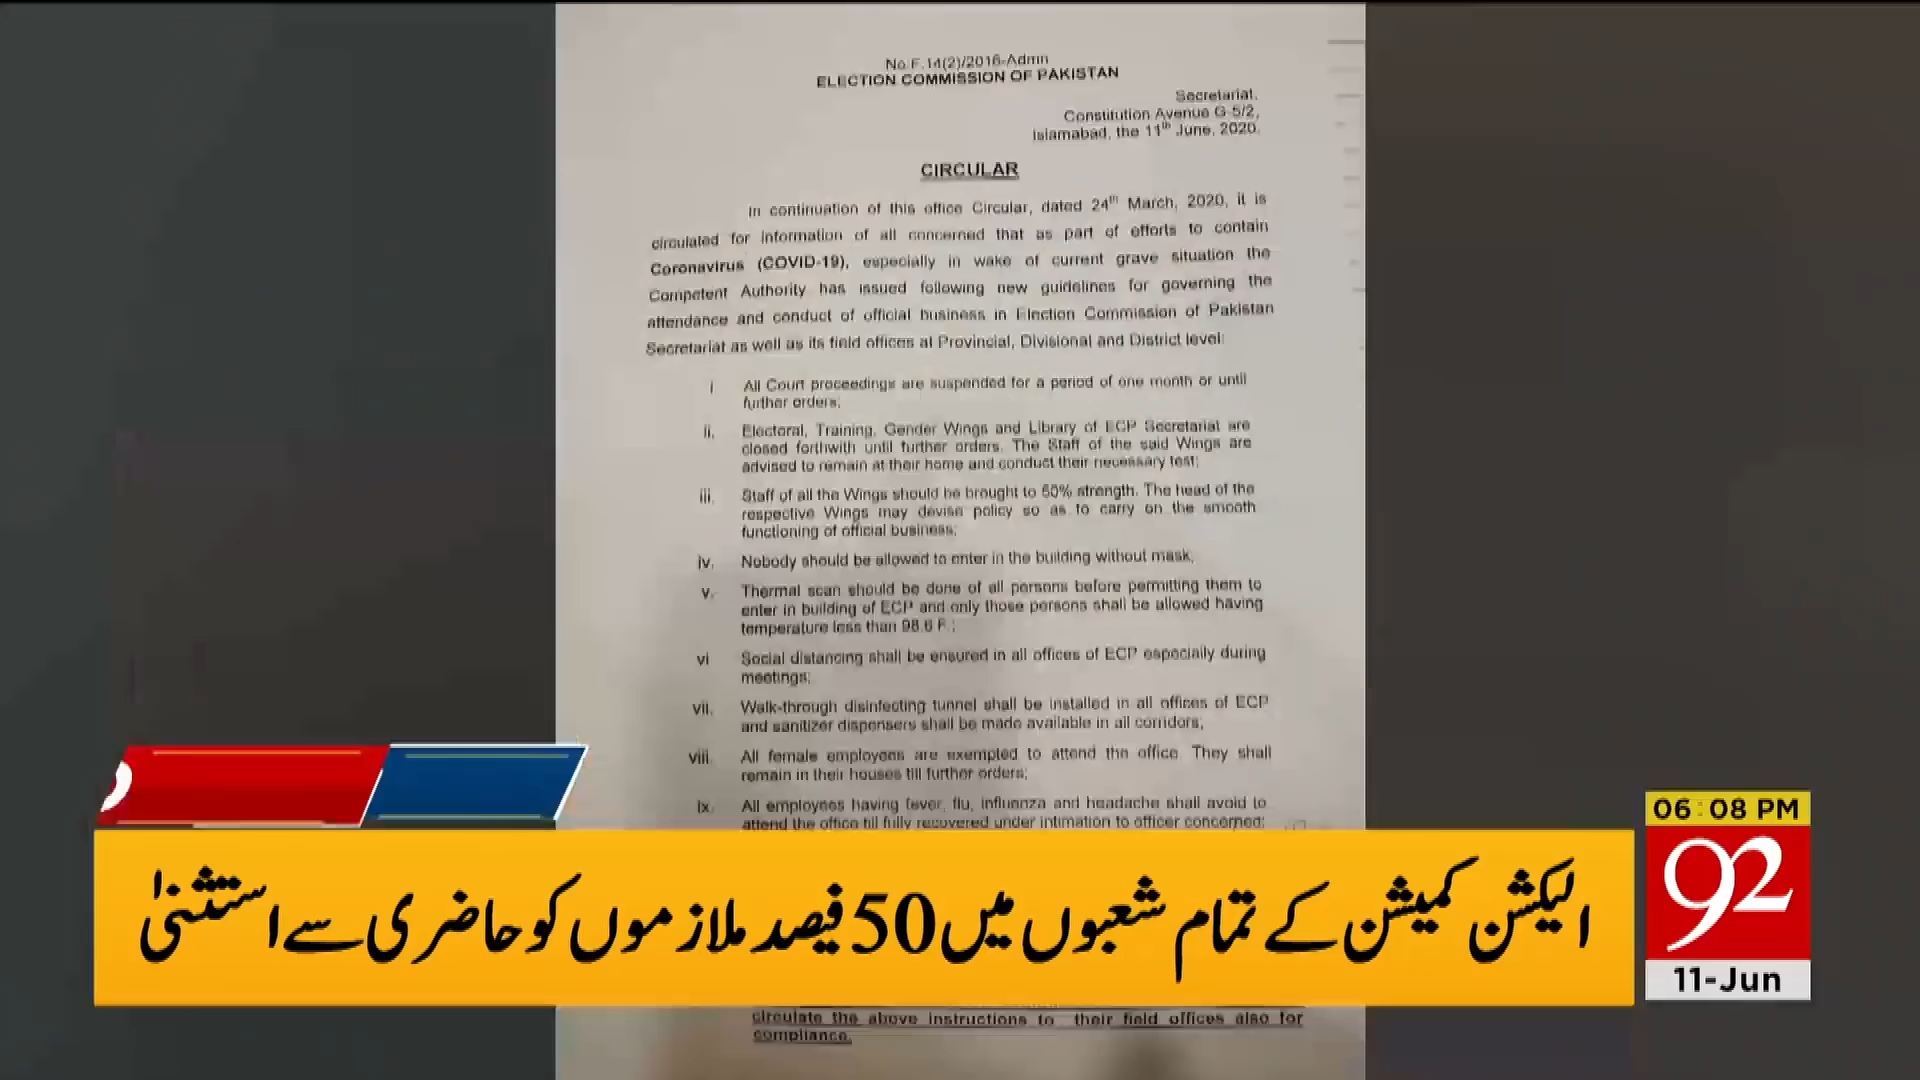 No.F.14(2)/2016-Admn
ELECTION COMMISSION OF PAKISTAN
Secretariat,
Constitution Avenue G-5/2,
Islamabad, the 11th June, 2020.
CIRCULAR
In continuation of this office Circular, dated 24th March, 2020, it is
circulated for information of all concerned that as part of efforts to contain
Coronavirus (COVID-19), especially in wake of current grave situation the
Competent Authority has issued following new guidelines for governing the
attendance and conduct of official business in Election Commission of Pakistan
Secretariat as well as its field offices at Provincial, Divisional and District level:
i All Court proceedings are suspended for a period of one month or until
further orders;
ii. Electoral, Training, Gender Wings and Library of ECP Secretariat are
closed forthwith until further orders. The Staff of the said Wings are
advised to remain at their home and conduct their necessary test;
iii. Staff of all the Wings should be brought to 50% strength. The head of the
respective Wings may devise policy so as to carry on the smooth
functioning of official business;
iv. Nobody should be allowed to enter in the building without mask;
v. Thermal scan should be done of all persons before permitting them to
enter in building of ECP and only those persons shall be allowed having
temperature less than 98.6 F.;
vi Social distancing shall be ensured in all offices of ECP especially during
meetings;
vii. Walk-through disinfecting tunnel shall be installed in all offices of ECP
and sanitizer dispensers shall be made available in all corridors;
viii. All female employees are exempted to attend the office. They shall
remain in their houses till further orders;
ix. All employees having fever, flu, influenza and headache shall avoid to
attend the office till fully recovered under intimation to officer concerned;
06:08 PM
92
11-Jun
الیکشن کمیشن کے تمام شعبوں میں 50 فیصد ملازموں کو حاضری سے استثنیٰ
circulate the above instructions to their field offices also for
compliance.